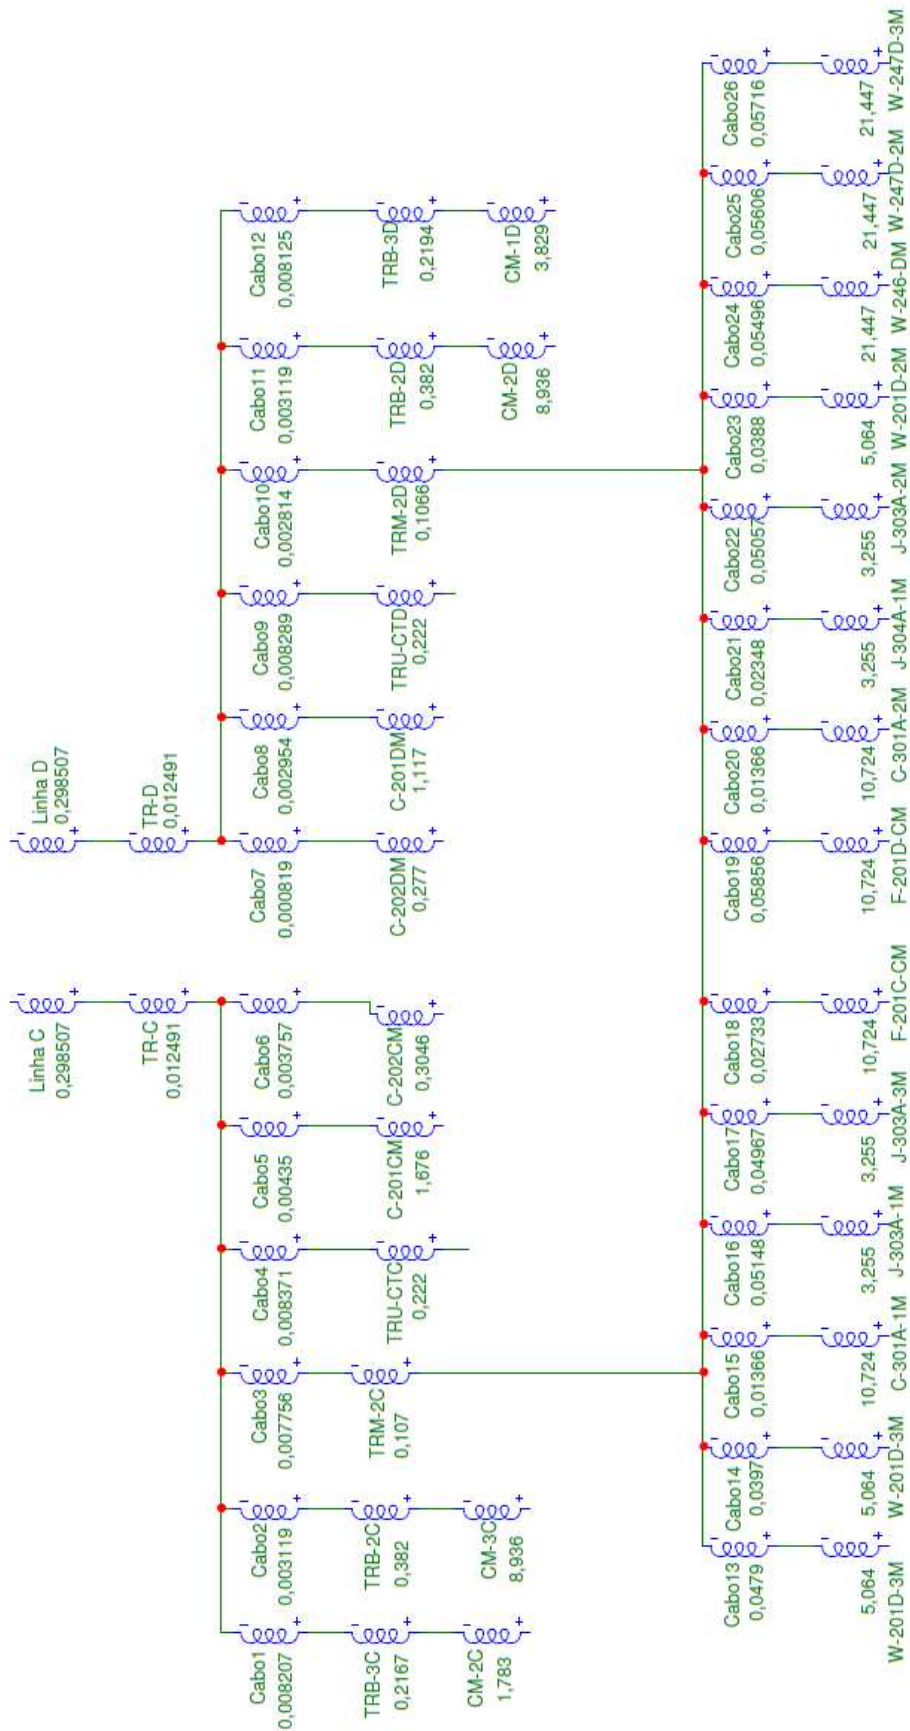 Linha C
0,298507
Linha D
0,298507
TR-C
0,012491
TR-D
0,012491
Cabo1
0,008207
Cabo2
0,003119
Cabo3
0,007756
Cabo4
0,008371
Cabo5
0,00435
Cabo6
0,003757
Cabo7
0,000819
Cabo8
0,002954
Cabo9
0,008289
Cabo10
0,002814
Cabo11
0,003119
Cabo12
0,008125
TRB-3C
0,2167
TRB-2C
0,382
TRM-2C
0,107
TRU-CTC
0,222
C-201CM
1,676
C-202CM
0,3046
C-202DM
0,277
C-201DM
1,117
TRU-CTD
0,222
TRM-2D
0,1066
TRB-2D
0,382
TRB-3D
0,2194
CM-2C
1,783
CM-3C
8,936
CM-2D
8,936
CM-1D
3,829
Cabo13
0,0479
Cabo14
0,0397
Cabo15
0,01366
Cabo16
0,05148
Cabo17
0,04967
Cabo18
0,02733
Cabo19
0,05856
Cabo20
0,01366
Cabo21
0,02348
Cabo22
0,05057
Cabo23
0,0388
Cabo24
0,05496
Cabo25
0,05606
Cabo26
0,05716
5,064
W-201D-3M
5,064
W-201D-3M
10,724
C-301A-1M
3,255
J-303A-1M
3,255
J-303A-3M
10,724
F-201C-CM
10,724
F-201D-CM
10,724
C-301A-2M
3,255
J-304A-1M
3,255
J-303A-2M
5,064
W-201D-2M
21,447
W-246-DM
21,447
W-247D-2M
21,447
W-247D-3M